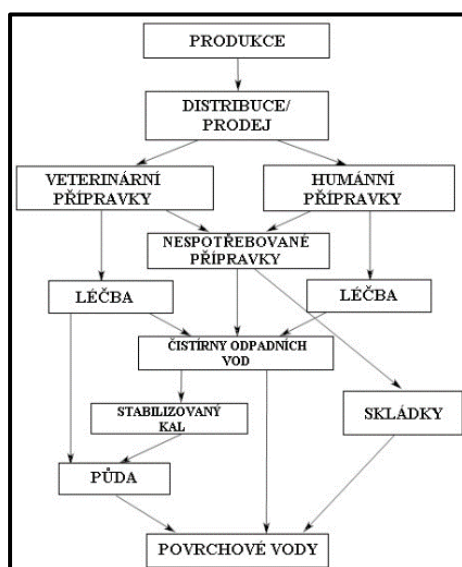 PRODUKCE
DISTRIBUCE/
PRODEJ
VETERINÁRNÍ
PŘÍPRAVKY
HUMÁNNÍ
PŘÍPRAVKY
NESPOTŘEBOVANÉ
PŘÍPRAVKY
LÉČBA
LÉČBA
ČISTÍRNY ODPADNÍCH
VOD
STABILIZOVANÝ
KAL
SKLÁDKY
PŮDA
POVRCHOVÉ VODY